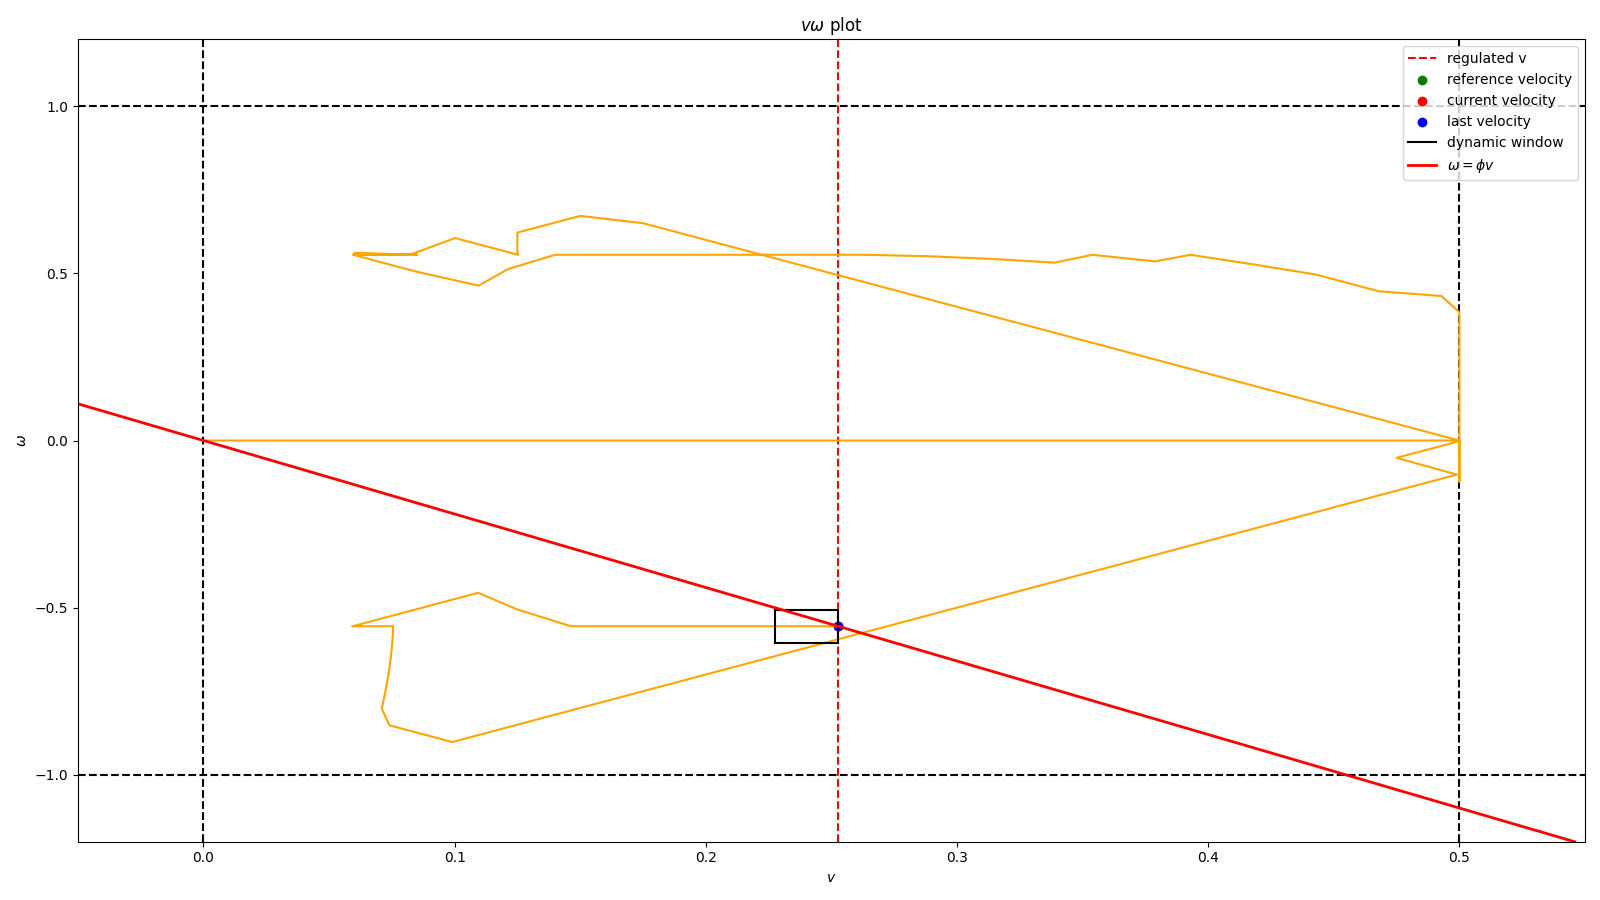 vω plot
regulated v
reference velocity
current velocity
last velocity
dynamic window
ω = ϕv
1.0
0.5
0.0
−0.5
−1.0
ω
0.0 0.1 0.2 0.3 0.4 0.5
v